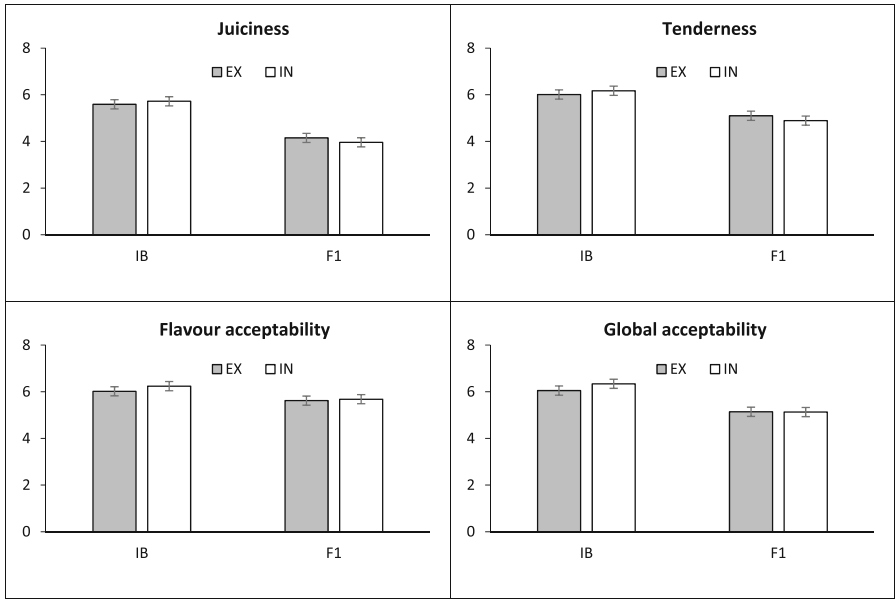 Juiciness
8
6
4
2
0
EX IN
IB F1
Tenderness
8
6
4
2
0
EX IN
IB F1
Flavour acceptability
8
6
4
2
0
EX IN
IB F1
Global acceptability
8
6
4
2
0
EX IN
IB F1